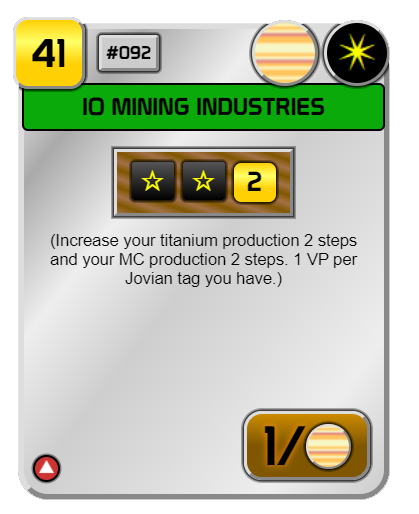 41
#092
IO MINING INDUSTRIES
2
(Increase your titanium production 2 steps
and your MC production 2 steps. 1 VP per
Jovian tag you have.)
1/